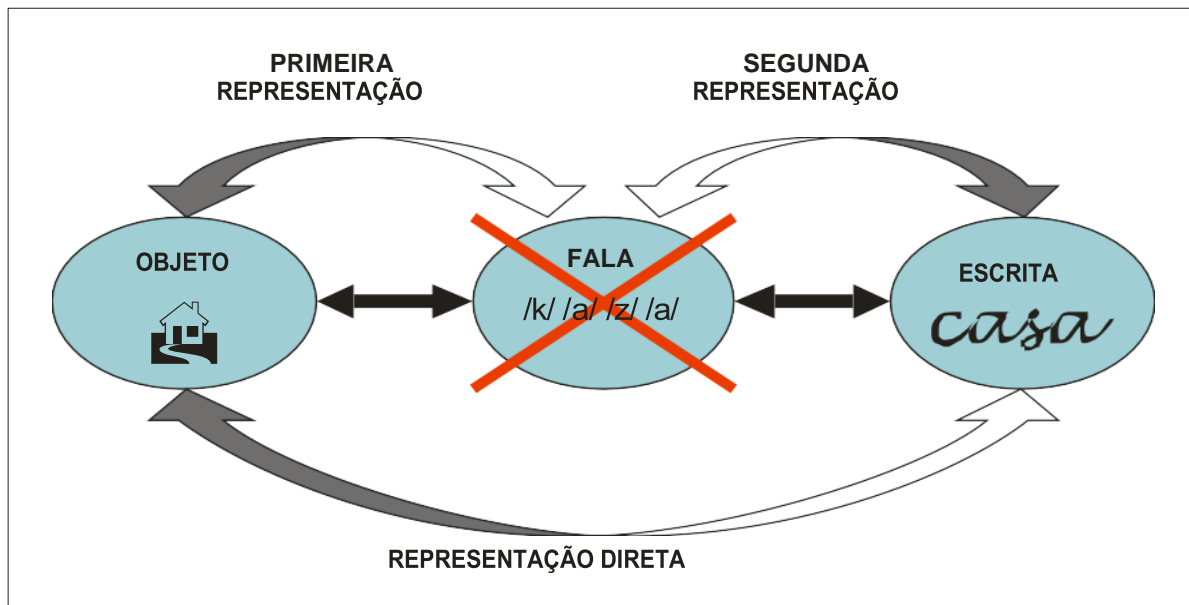 PRIMEIRA
REPRESENTAÇÃO
SEGUNDA
REPRESENTAÇÃO
OBJETO
FALA
/k/ /a/ /z/ /a/
ESCRITA
casa
REPRESENTAÇÃO DIRETA